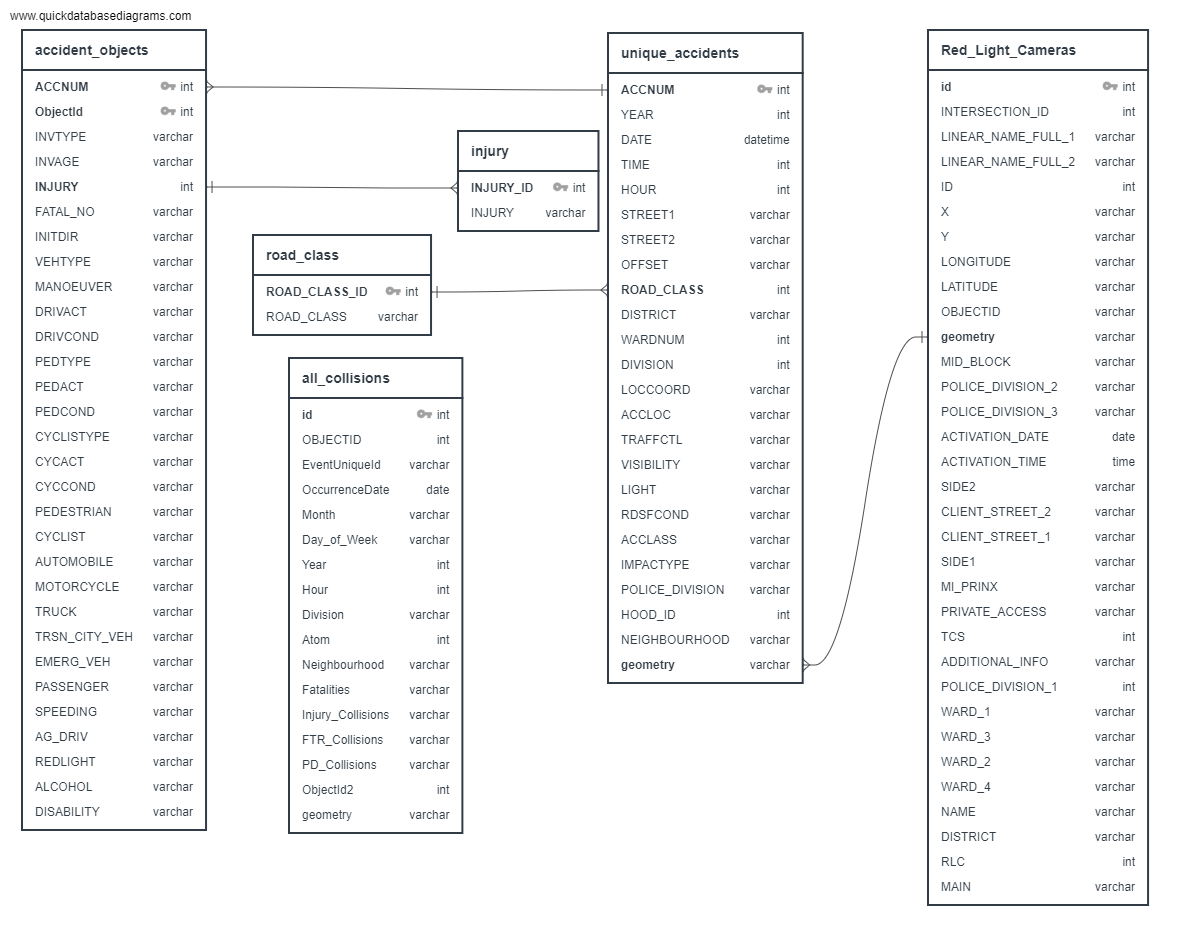 www.quickdatabasediagrams.com
accident_objects
ACCNUM int
ObjectId int
INVTYPE varchar
INVAGE varchar
INJURY int
FATAL_NO varchar
INITDIR varchar
VEHTYPE varchar
MANOEUVER varchar
DRIVACT varchar
DRIVCOND varchar
PEDTYPE varchar
PEDACT varchar
PEDCOND varchar
CYCLISTYPE varchar
CYCACT varchar
CYCCOND varchar
PEDESTRIAN varchar
CYCLIST varchar
AUTOMOBILE varchar
MOTORCYCLE varchar
TRUCK varchar
TRSN_CITY_VEH varchar
EMERG_VEH varchar
PASSENGER varchar
SPEEDING varchar
AG_DRIV varchar
REDLIGHT varchar
ALCOHOL varchar
DISABILITY varchar
injury
INJURY_ID int
INJURY varchar
road_class
ROAD_CLASS_ID int
ROAD_CLASS varchar
all_collisions
id int
OBJECTID int
EventUniqueId varchar
OccurrenceDate date
Month varchar
Day_of_Week varchar
Year int
Hour int
Division varchar
Atom int
Neighbourhood varchar
Fatalities varchar
Injury_Collisions varchar
FTR_Collisions varchar
PD_Collisions varchar
ObjectId2 int
geometry varchar
unique_accidents
ACCNUM int
YEAR int
DATE datetime
TIME int
HOUR int
STREET1 varchar
STREET2 varchar
OFFSET varchar
ROAD_CLASS int
DISTRICT varchar
WARDNUM int
DIVISION int
LOCCOORD varchar
ACCLOC varchar
TRAFFCTL varchar
VISIBILITY varchar
LIGHT varchar
RDSFCOND varchar
ACCLASS varchar
IMPACTYPE varchar
POLICE_DIVISION varchar
HOOD_ID int
NEIGHBOURHOOD varchar
geometry varchar
Red_Light_Cameras
id int
INTERSECTION_ID int
LINEAR_NAME_FULL_1 varchar
LINEAR_NAME_FULL_2 varchar
ID int
X varchar
Y varchar
LONGITUDE varchar
LATITUDE varchar
OBJECTID varchar
geometry varchar
MID_BLOCK varchar
POLICE_DIVISION_2 varchar
POLICE_DIVISION_3 varchar
ACTIVATION_DATE date
ACTIVATION_TIME time
SIDE2 varchar
CLIENT_STREET_2 varchar
CLIENT_STREET_1 varchar
SIDE1 varchar
MI_PRINX varchar
PRIVATE_ACCESS varchar
TCS int
ADDITIONAL_INFO varchar
POLICE_DIVISION_1 int
WARD_1 varchar
WARD_3 varchar
WARD_2 varchar
WARD_4 varchar
NAME varchar
DISTRICT varchar
RLC int
MAIN varchar